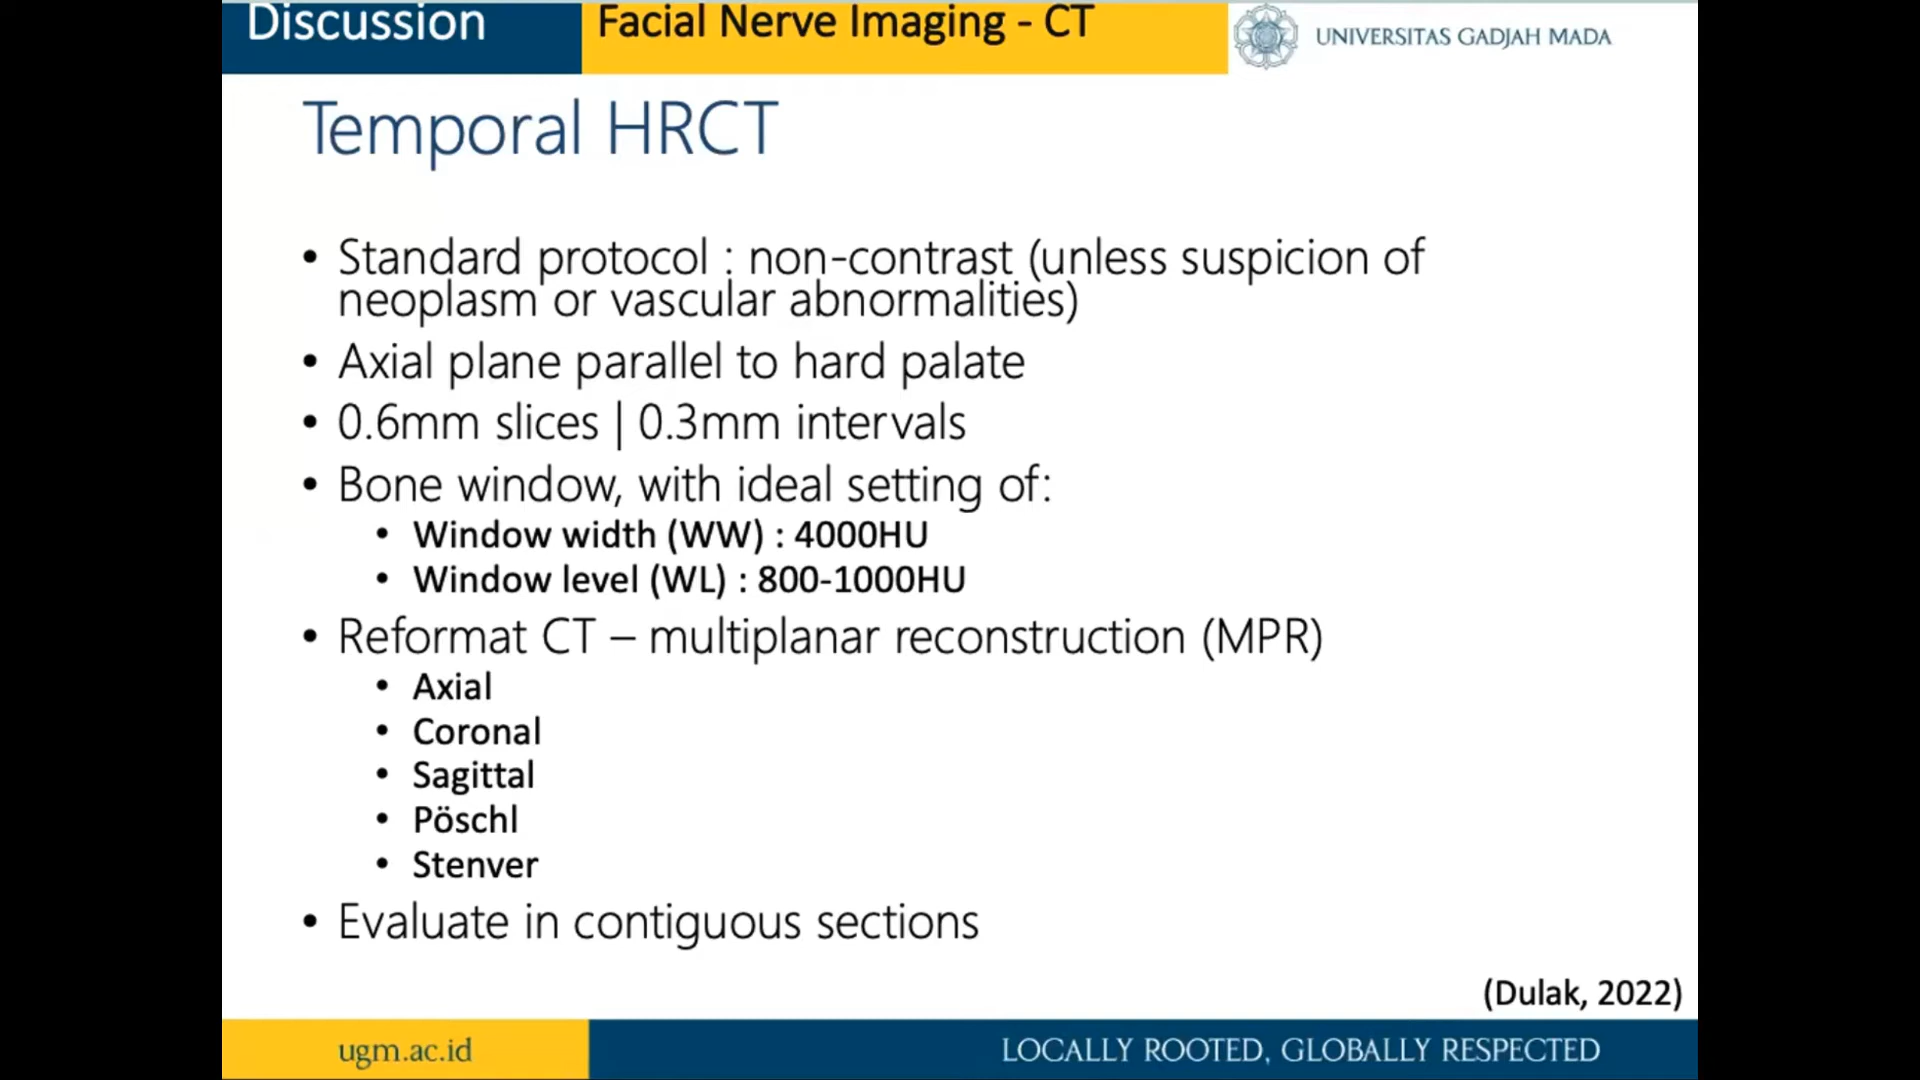 Discussion
Facial Nerve Imaging - CT
UNIVERSITAS GADJAH MADA
Temporal HRCT
• Standard protocol : non-contrast (unless suspicion of
neoplasm or vascular abnormalities)
• Axial plane parallel to hard palate
• 0.6mm slices | 0.3mm intervals
• Bone window, with ideal setting of:
• Window width (WW) : 4000HU
• Window level (WL) : 800-1000HU
• Reformat CT – multiplanar reconstruction (MPR)
• Axial
• Coronal
• Sagittal
• Pöschl
• Stenver
• Evaluate in contiguous sections
(Dulak, 2022)
ugm.ac.id
LOCALLY ROOTED, GLOBALLY RESPECTED